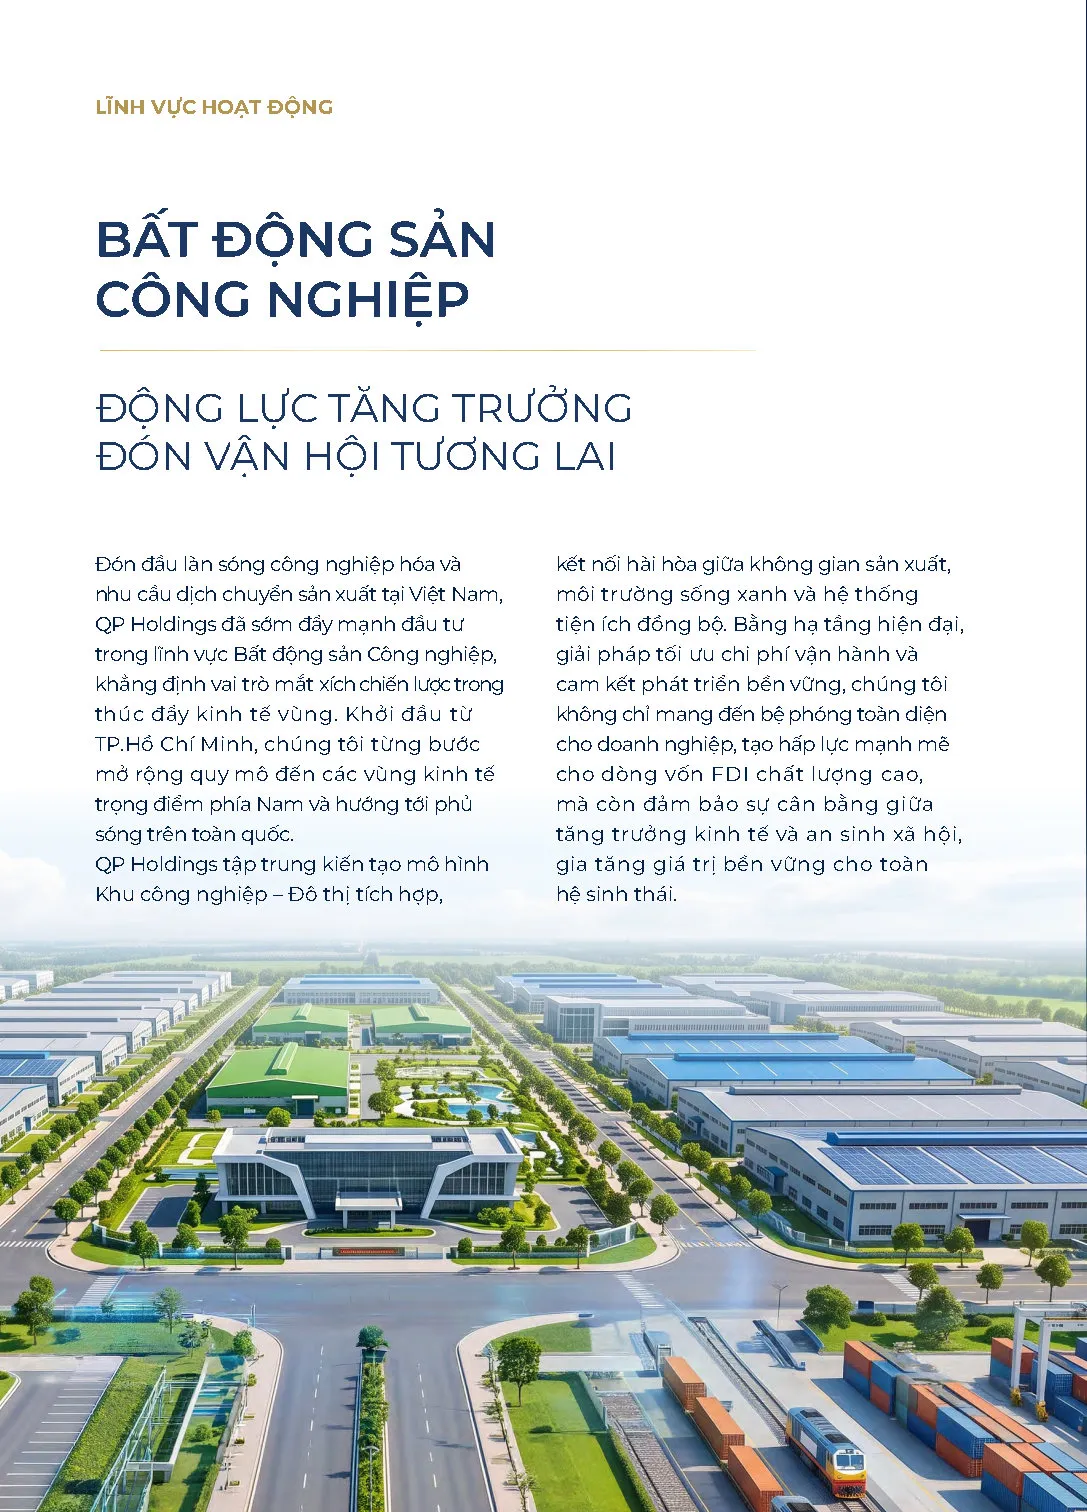 LĨNH VỰC HOẠT ĐỘNG
BẤT ĐỘNG SẢN
CÔNG NGHIỆP
ĐỘNG LỰC TĂNG TRƯỞNG
ĐÓN VẬN HỘI TƯƠNG LAI
Đón đầu làn sóng công nghiệp hóa và
nhu cầu dịch chuyển sản xuất tại Việt Nam,
QP Holdings đã sớm đẩy mạnh đầu tư
trong lĩnh vực Bất động sản Công nghiệp,
khẳng định vai trò mắt xích chiến lược trong
thúc đẩy kinh tế vùng. Khởi đầu từ
TP.Hồ Chí Minh, chúng tôi từng bước
mở rộng quy mô đến các vùng kinh tế
trọng điểm phía Nam và hướng tới phủ
sóng trên toàn quốc.
QP Holdings tập trung kiến tạo mô hình
Khu công nghiệp – Đô thị tích hợp,
kết nối hài hòa giữa không gian sản xuất,
môi trường sống xanh và hệ thống
tiện ích đồng bộ. Bằng hạ tầng hiện đại,
giải pháp tối ưu chi phí vận hành và
cam kết phát triển bền vững, chúng tôi
không chỉ mang đến bệ phóng toàn diện
cho doanh nghiệp, tạo hấp lực mạnh mẽ
cho dòng vốn FDI chất lượng cao,
mà còn đảm bảo sự cân bằng giữa
tăng trưởng kinh tế và an sinh xã hội,
gia tăng giá trị bền vững cho toàn
hệ sinh thái.